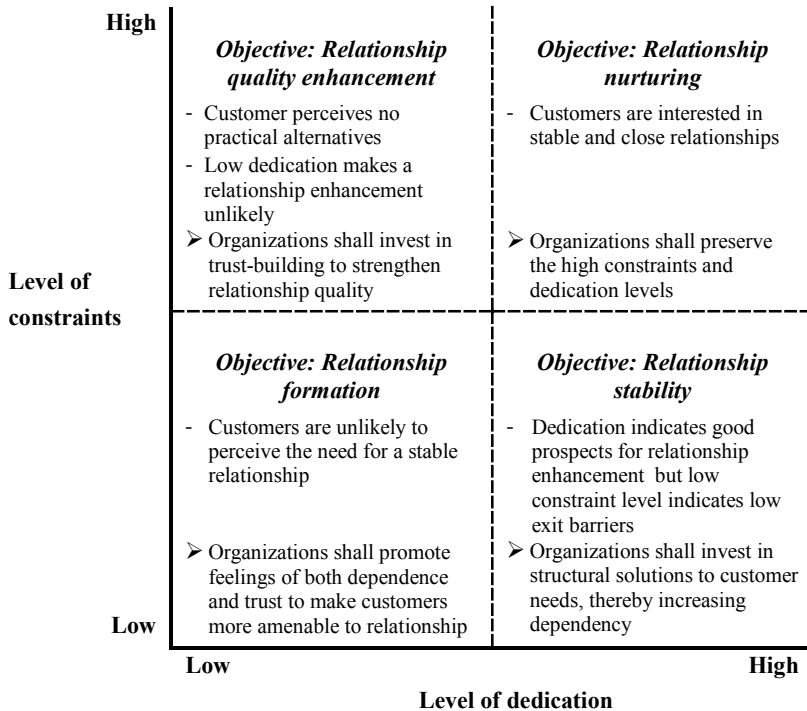 High
Objective: Relationship
quality enhancement
- Customer perceives no
practical alternatives
- Low dedication makes a
relationship enhancement
unlikely
➢ Organizations shall invest in
trust-building to strengthen
relationship quality
Objective: Relationship
nurturing
- Customers are interested in
stable and close relationships
➢ Organizations shall preserve
the high constraints and
dedication levels
Level of
constraints
Objective: Relationship
formation
- Customers are unlikely to
perceive the need for a stable
relationship
➢ Organizations shall promote
feelings of both dependence
and trust to make customers
more amenable to relationship
Objective: Relationship
stability
- Dedication indicates good
prospects for relationship
enhancement but low
constraint level indicates low
exit barriers
➢ Organizations shall invest in
structural solutions to customer
needs, thereby increasing
dependency
Low
Low
High
Level of dedication